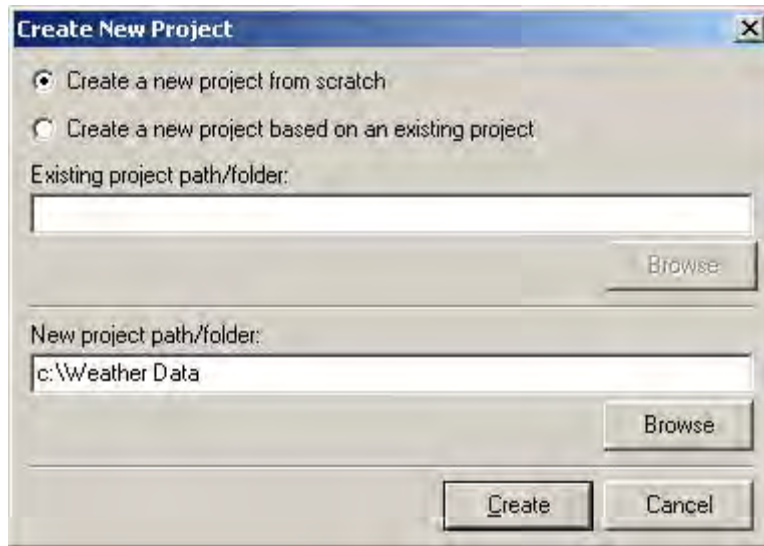 Create New Project
Create a new project from scratch
Create a new project based on an existing project
Existing project path/folder:
Browse
New project path/folder:
c:\Weather Data
Browse
Create
Cancel